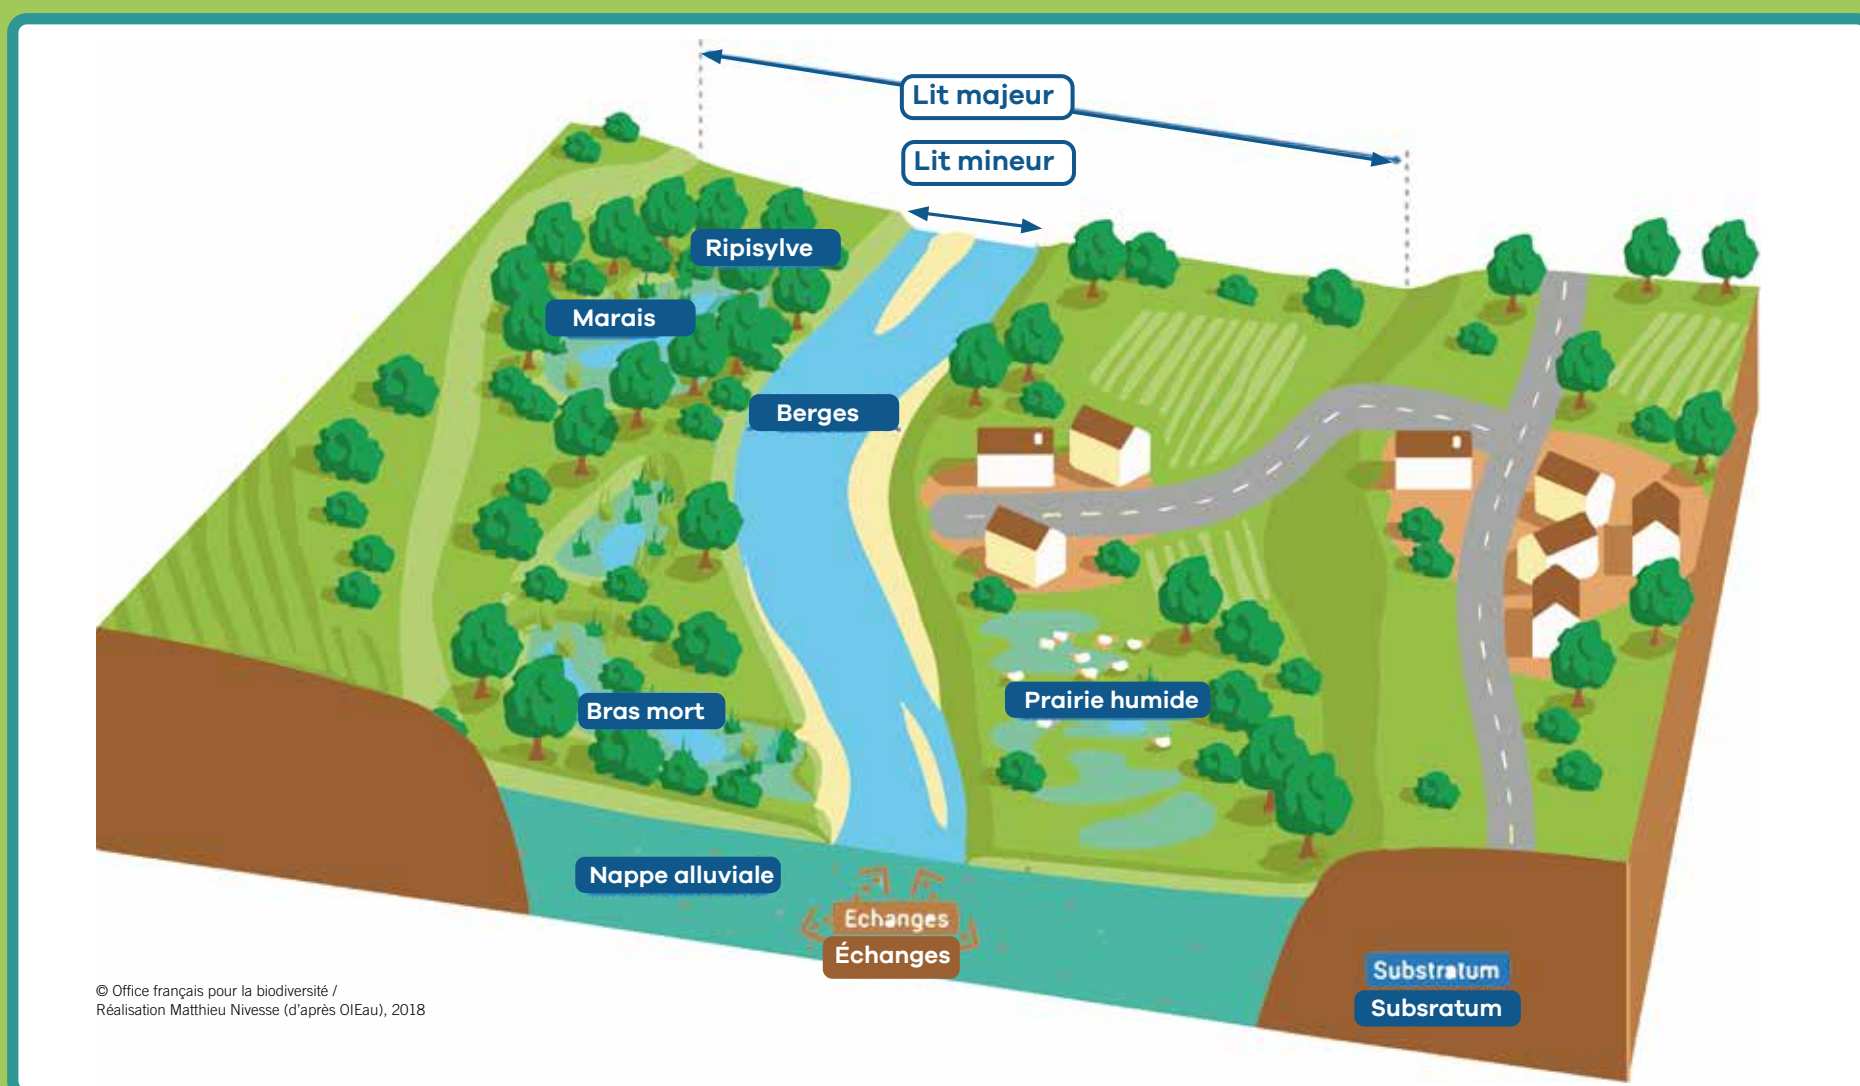 Lit majeur
Lit mineur
Ripisylve
Marais
Berges
Bras mort
Prairie humide
Nappe alluviale
Echanges
Échanges
Substratum
Subsratum
© Office français pour la biodiversité /
Réalisation Matthieu Nivesse (d'après OIEau), 2018